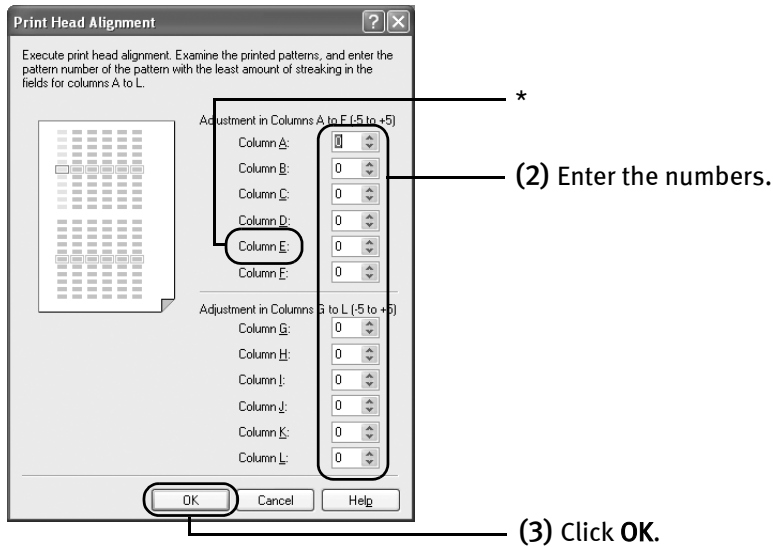 Print Head Alignment
Execute print head alignment. Examine the printed patterns, and enter the
pattern number of the pattern with the least amount of streaking in the
fields for columns A to L.
*
Adjustment in Columns A to F (-5 to +5)
Column A: 0
Column B: 0
(2) Enter the numbers.
Column C: 0
Column D: 0
Column E: 0
Column F: 0
Adjustment in Columns G to L (-5 to +5)
Column G: 0
Column H: 0
Column I: 0
Column J: 0
Column K: 0
Column L: 0
OK Cancel Help
(3) Click OK.